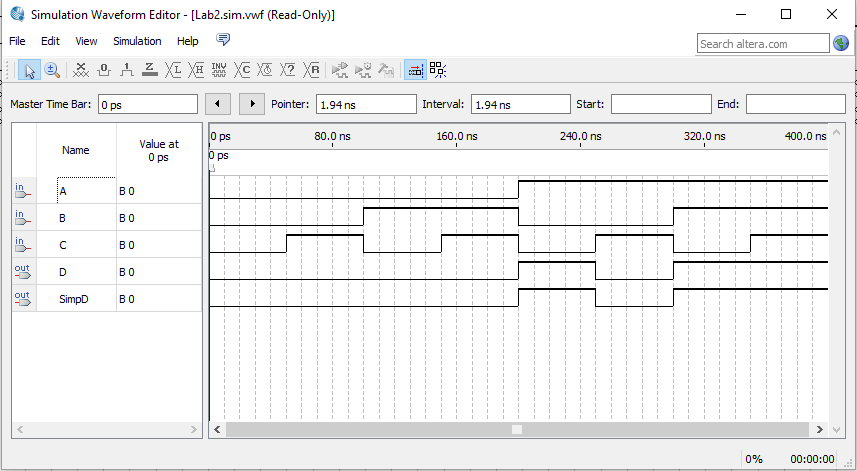 Simulation Waveform Editor - [Lab2.sim.vwf (Read-Only)]
File Edit View Simulation Help
Search altera.com
0 1 Z L H INV C ? R
Master Time Bar: 0 ps Pointer: 1.94 ns Interval: 1.94 ns Start: End:
Name Value at 0 ps
0 ps 80.0 ns 160.0 ns 240.0 ns 320.0 ns 400.0 ns
0 ps
in A B 0
in B B 0
in C B 0
out D B 0
out SimpD B 0
0% 00:00:00